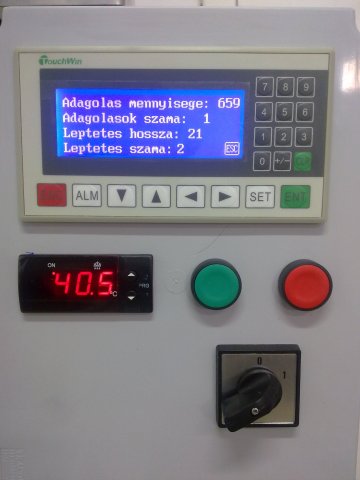 TouchWin
Adagolas mennyisege: 659
Adagolasok szama: 1
Leptetes hossza: 21
Leptetes szama: 2 ESC
7 8 9
4 5 6
1 2 3
0 +/-
ESC ALM SET ENT
ON
40.5 °C
PRG
0
1